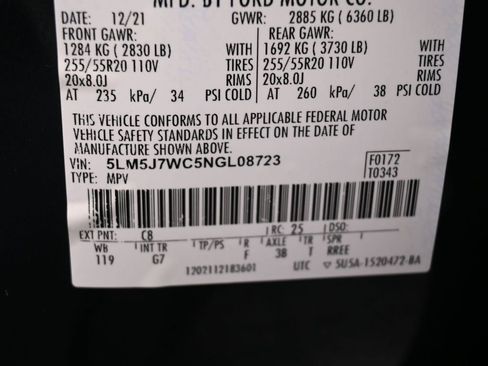 MFD. BY FORD MOTOR CO.
DATE: 12/21 GVWR: 2885 KG ( 6360 LB)
FRONT GAWR: REAR GAWR:
1284 KG ( 2830 LB) WITH 1692 KG ( 3730 LB) WITH
255/55R20 110V TIRES 255/55R20 110V TIRES
20x8.0J RIMS 20x8.0J RIMS
AT 235 kPa/ 34 PSI COLD AT 260 kPa/ 38 PSI COLD
THIS VEHICLE CONFORMS TO ALL APPLICABLE FEDERAL MOTOR
VEHICLE SAFETY STANDARDS IN EFFECT ON THE DATE OF
MANUFACTURE SHOWN ABOVE.
VIN: 5LM5J7WC5NGL08723 F0172
TYPE: MPV T0343
EXT PNT: C8 RC: 25 DSO:
WB INT TR TP/PS R AXLE TR SPR
119 G7 F 38 T RREE
1202112183601 UTC ▽ 5U5A-1520472-BA